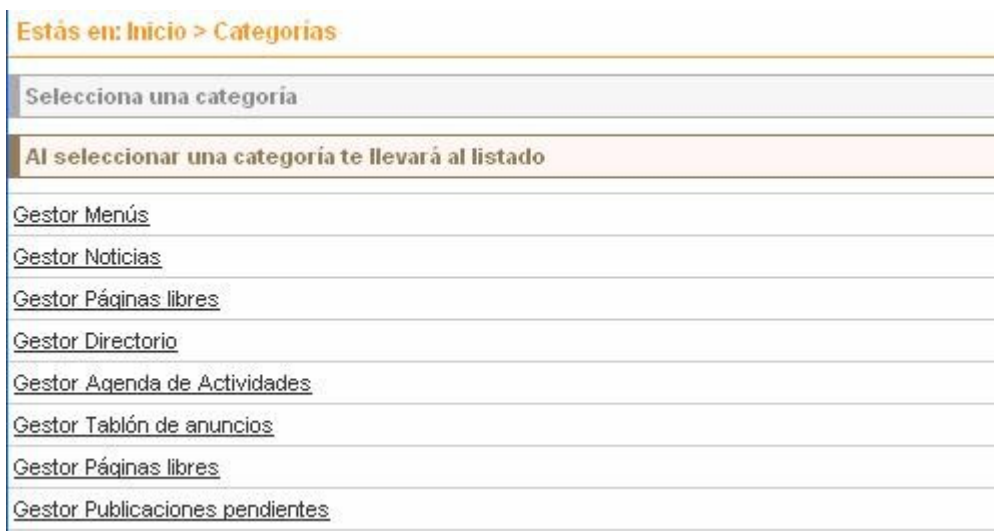 Estás en: Inicio > Categorías
Selecciona una categoría
Al seleccionar una categoría te llevará al listado
Gestor Menús
Gestor Noticias
Gestor Páginas libres
Gestor Directorio
Gestor Agenda de Actividades
Gestor Tablón de anuncios
Gestor Páginas libres
Gestor Publicaciones pendientes